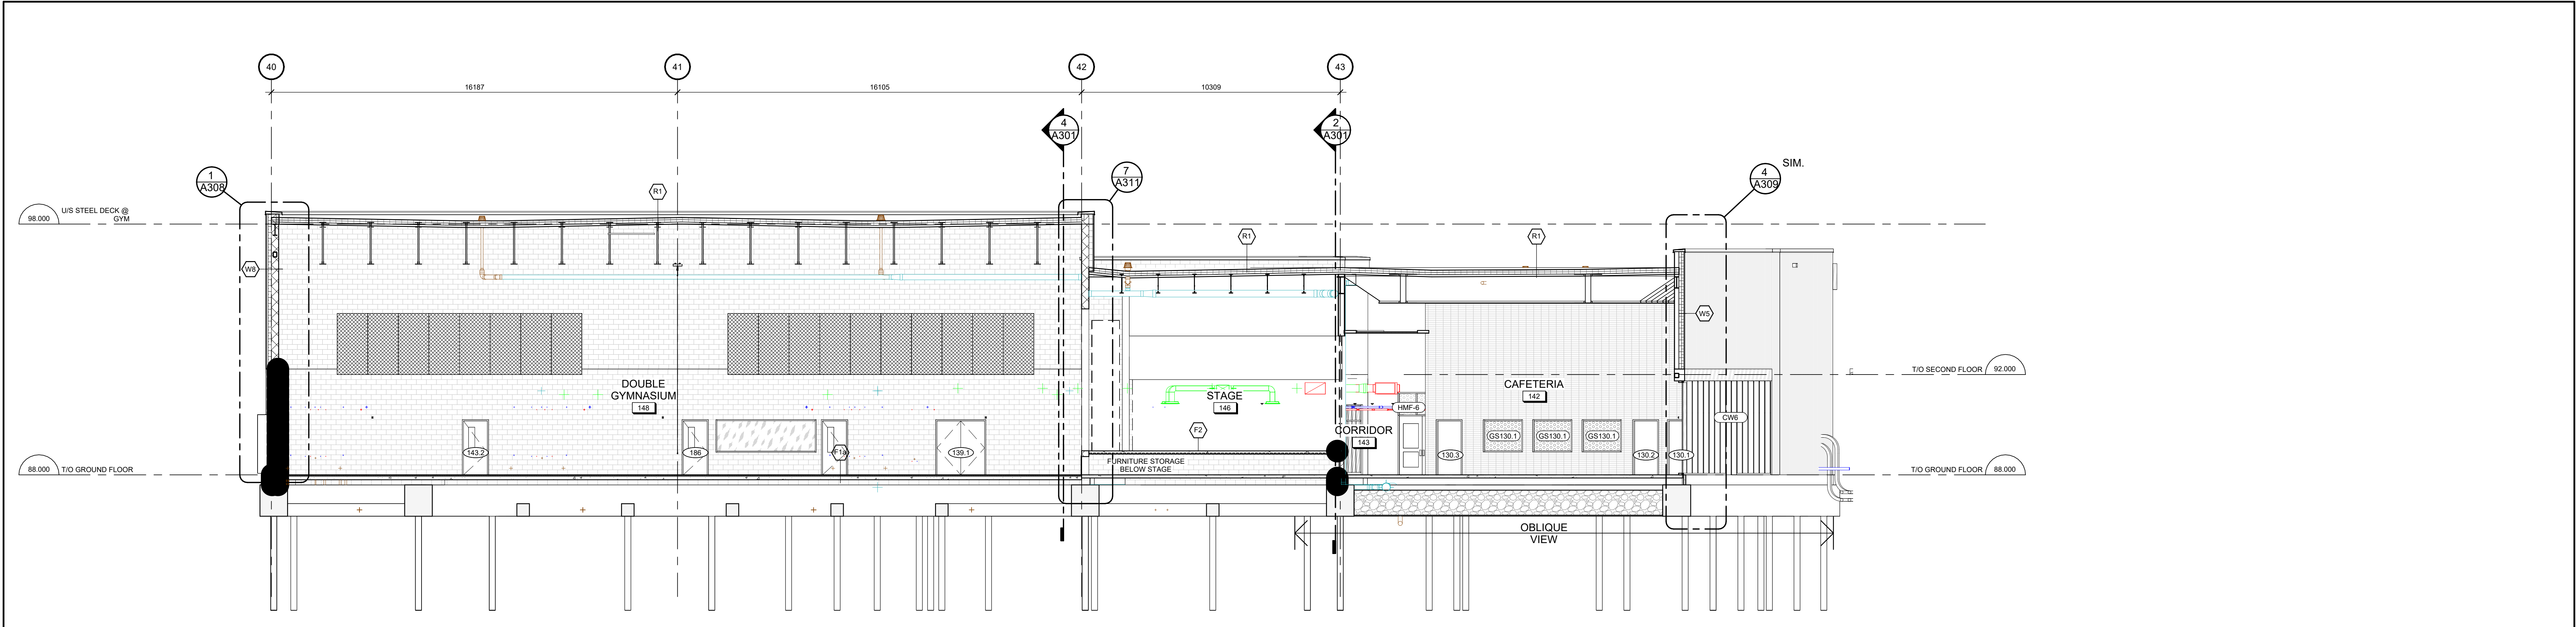 40
41
42
43
16187
16105
10309
4
A301
2
A301
1
A308
7
A311
4
A309
SIM.
R1
98.000
U/S STEEL DECK @
GYM
R1
R1
W8
W5
T/O SECOND FLOOR
92.000
DOUBLE
GYMNASIUM
148
STAGE
146
CAFETERIA
142
HMF-6
CW6
CORRIDOR
143
F2
GS130.1
GS130.1
GS130.1
143.2
186
F1a
139.1
130.3
130.2
130.1
FURNITURE STORAGE
BELOW STAGE
88.000
T/O GROUND FLOOR
T/O GROUND FLOOR
88.000
OBLIQUE
VIEW